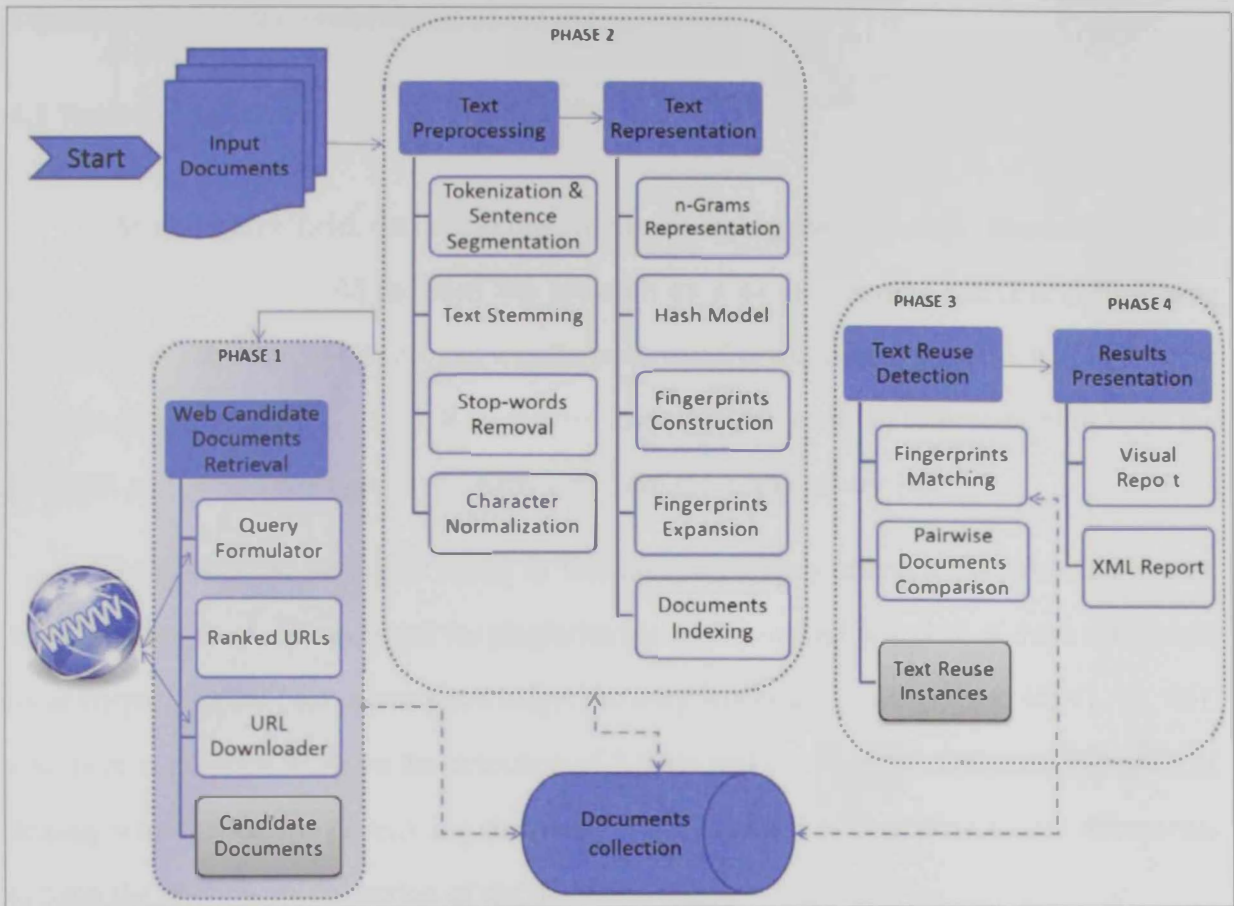 PHASE 2
Start
Input
Documents
Text
Preprocessing
Text
Representation
Tokenization &
Sentence
Segmentation
Text Stemming
Stop-words
Removal
Character
Normalization
n-Grams
Representation
Hash Model
Fingerprints
Construction
Fingerprints
Expansion
Documents
Indexing
PHASE 1
Web Candidate
Documents
Retrieval
Query
Formulator
Ranked URLs
URL
Downloader
Candidate
Documents
WWW
PHASE 3
PHASE 4
Text Reuse
Detection
Results
Presentation
Fingerprints
Matching
Pairwise
Documents
Comparison
Text Reuse
Instances
Visual
Repo t
XML Report
Documents
collection